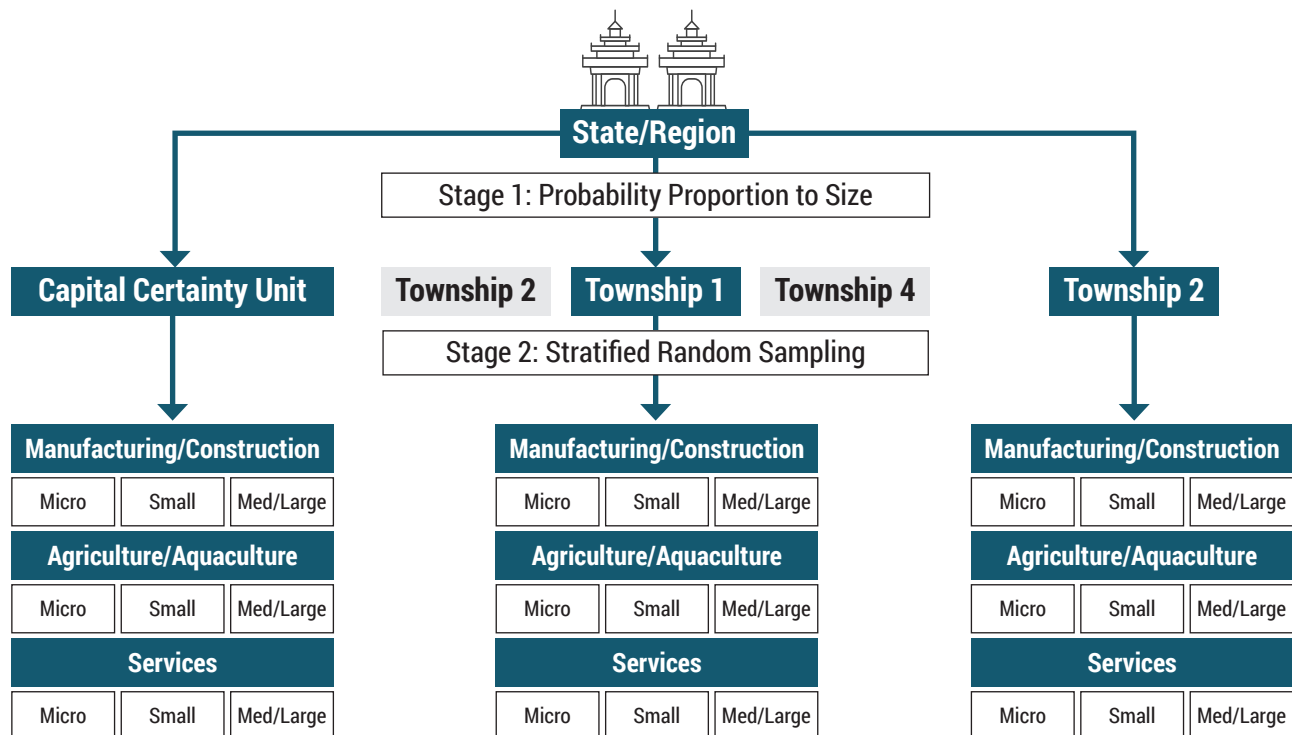 State/Region
Stage 1: Probability Proportion to Size
Capital Certainty Unit
Township 2
Township 1
Township 4
Township 2
Stage 2: Stratified Random Sampling
Manufacturing/Construction
Micro
Small
Med/Large
Agriculture/Aquaculture
Micro
Small
Med/Large
Services
Micro
Small
Med/Large
Manufacturing/Construction
Micro
Small
Med/Large
Agriculture/Aquaculture
Micro
Small
Med/Large
Services
Micro
Small
Med/Large
Manufacturing/Construction
Micro
Small
Med/Large
Agriculture/Aquaculture
Micro
Small
Med/Large
Services
Micro
Small
Med/Large